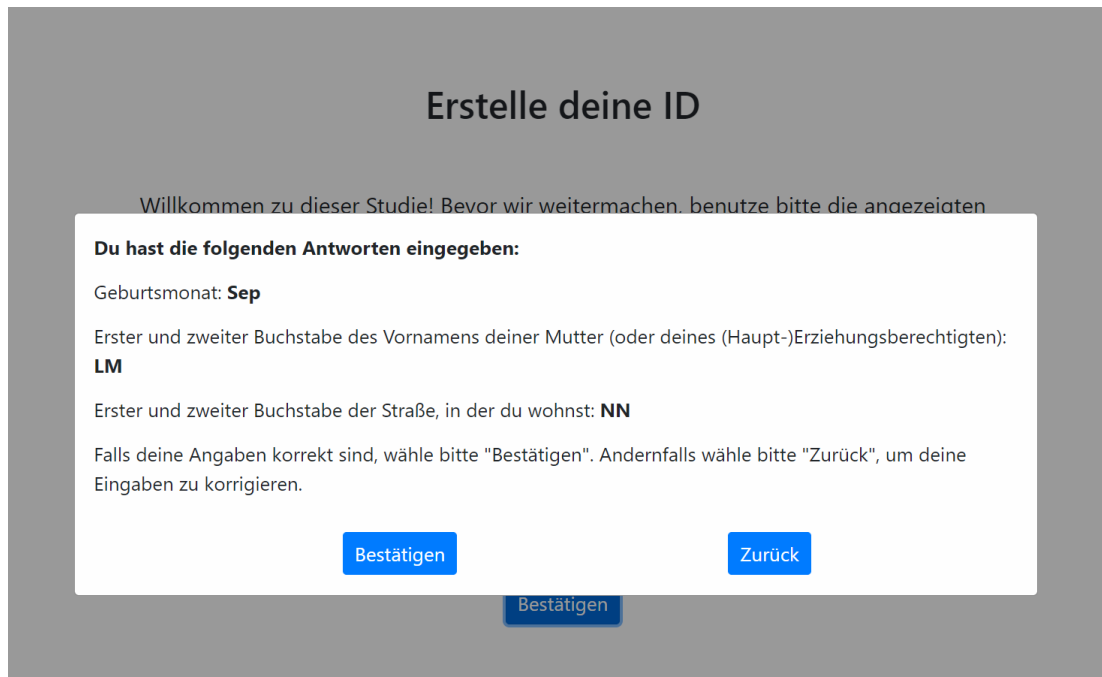 Erstelle deine ID
Willkommen zu dieser Studie! Bevor wir weitermachen, benutze bitte die angezeigten
Du hast die folgenden Antworten eingegeben:
Geburtsmonat: Sep
Erster und zweiter Buchstabe des Vornamens deiner Mutter (oder deines (Haupt-)Erziehungsberechtigten):
LM
Erster und zweiter Buchstabe der Straße, in der du wohnst: NN
Falls deine Angaben korrekt sind, wähle bitte "Bestätigen". Andernfalls wähle bitte "Zurück", um deine
Eingaben zu korrigieren.
Bestätigen Zurück
Bestätigen